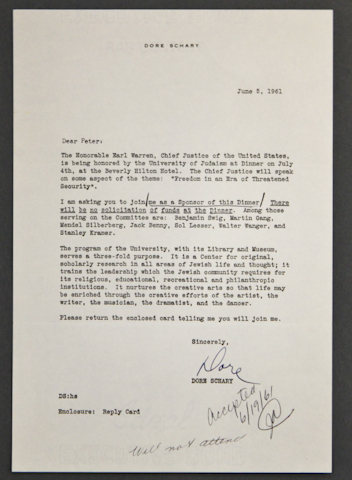 DORE SCHARY
June 5, 1961
Dear Peter:
The Honorable Earl Warren, Chief Justice of the United States,
is being honored by the University of Judaism at Dinner on July
4th, at the Beverly Hilton Hotel. The Chief Justice will speak
on some aspect of the theme: "Freedom in an Era of Threatened
Security".
I am asking you to join/me as a Sponsor of this Dinner/ There
will be no solicitation of funds at the Dinner. Among those
serving on the Committee are: Benjamin Swig, Martin Gang,
Mendel Silberberg, Jack Benny, Sol Lesser, Walter Wanger, and
Stanley Kramer.
The program of the University, with its Library and Museum,
serves a three-fold purpose. It is a Center for original,
scholarly research in all areas of Jewish life and thought; it
trains the leadership which the Jewish community requires for
its religious, educational, recreational and philanthropic
institutions. It nurtures the creative arts so that life may
be enriched through the creative efforts of the artist, the
writer, the musician, the dramatist, and the dancer.
Please return the enclosed card telling me you will join me.
Sincerely,
Dore
DORE SCHARY
DS:hs
Enclosure: Reply Card
Accepted
6/19/61
Will not attend